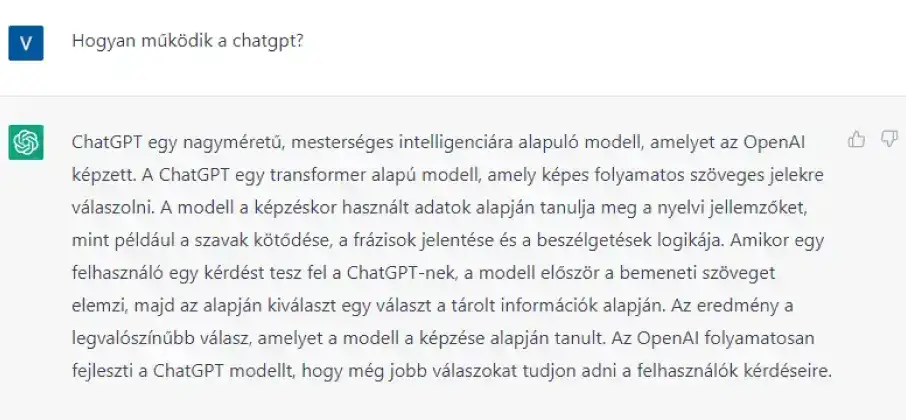 V
Hogyan működik a chatgpt?
ChatGPT egy nagyméretű, mesterséges intelligenciára alapuló modell, amelyet az OpenAI
képzett. A ChatGPT egy transformer alapú modell, amely képes folyamatos szöveges jelekre
válaszolni. A modell a képzéskor használt adatok alapján tanulja meg a nyelvi jellemzőket,
mint például a szavak kötődése, a frázisok jelentése és a beszélgetések logikája. Amikor egy
felhasználó egy kérdést tesz fel a ChatGPT-nek, a modell először a bemeneti szöveget
elemzi, majd az alapján kiválaszt egy választ a tárolt információk alapján. Az eredmény a
legvalószínűbb válasz, amelyet a modell a képzése alapján tanult. Az OpenAI folyamatosan
fejleszti a ChatGPT modellt, hogy még jobb válaszokat tudjon adni a felhasználók kérdéseire.